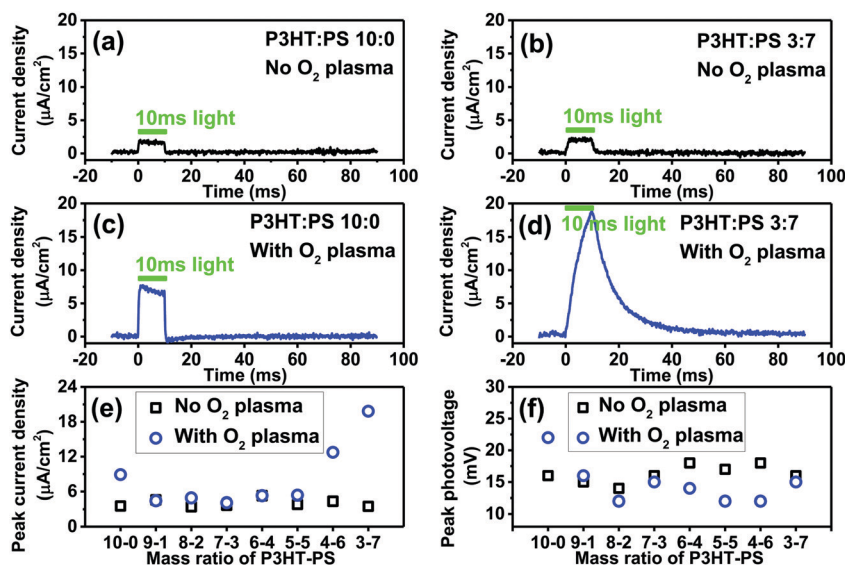 (a)
P3HT:PS 10:0
No O₂ plasma
10ms light
Current density
(µA/cm²)
20
15
10
5
0
-20 0 20 40 60 80 100
Time (ms)
(b)
P3HT:PS 3:7
No O₂ plasma
10ms light
Current density
(µA/cm²)
20
15
10
5
0
-20 0 20 40 60 80 100
Time (ms)
(c)
P3HT:PS 10:0
With O₂ plasma
10ms light
Current density
(µA/cm²)
20
15
10
5
0
-20 0 20 40 60 80 100
Time (ms)
(d)
P3HT:PS 3:7
With O₂ plasma
10 ms light
Current density
(µA/cm²)
20
15
10
5
0
-20 0 20 40 60 80 100
Time (ms)
(e)
No O₂ plasma
With O₂ plasma
Peak current density
(µA/cm²)
24
18
12
6
0
10-0 9-1 8-2 7-3 6-4 5-5 4-6 3-7
Mass ratio of P3HT-PS
(f)
No O₂ plasma
With O₂ plasma
Peak photovoltage
(mV)
30
25
20
15
10-0 9-1 8-2 7-3 6-4 5-5 4-6 3-7
Mass ratio of P3HT-PS